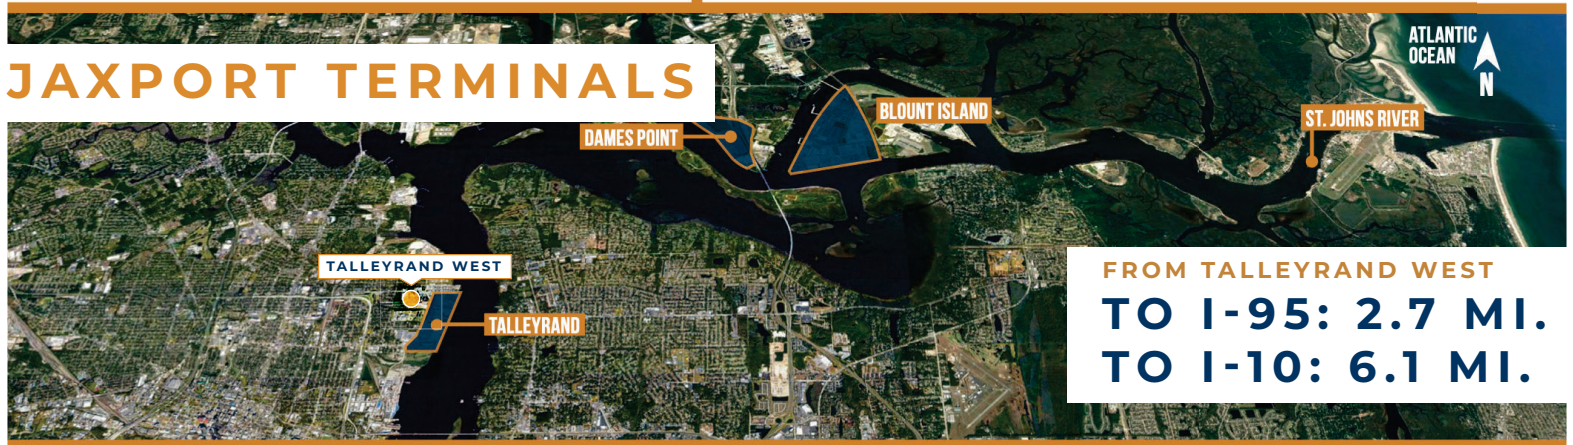 JAXPORT TERMINALS
ATLANTIC
OCEAN
N
BLOUNT ISLAND
ST. JOHNS RIVER
DAMES POINT
TALLEYRAND WEST
TALLEYRAND
FROM TALLEYRAND WEST
TO I-95: 2.7 MI.
TO I-10: 6.1 MI.